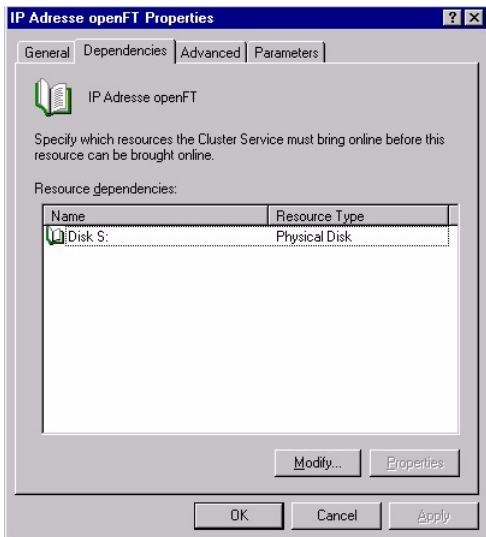 IP Adresse openFT Properties
General Dependencies Advanced Parameters
IP Adresse openFT
Specify which resources the Cluster Service must bring online before this
resource can be brought online.
Resource dependencies:
Name Resource Type
Disk S: Physical Disk
Modify... Properties
OK Cancel Apply